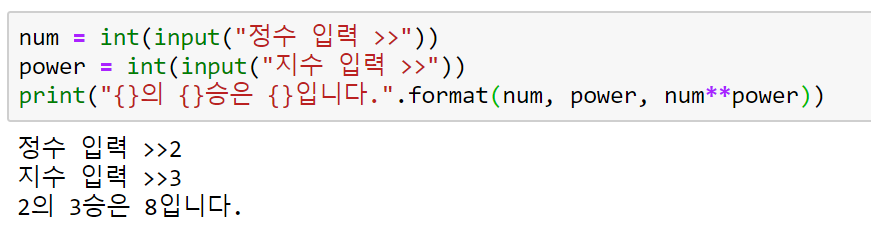 num = int(input("정수 입력 >>"))
power = int(input("지수 입력 >>"))
print("{}의 {}승은 {}입니다.".format(num, power, num**power))
정수 입력 >>2
지수 입력 >>3
2의 3승은 8입니다.